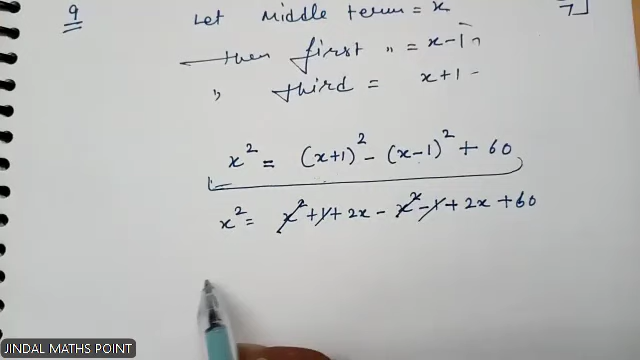 9 Let middle term = x 7
then first " = x-1
" third = x+1
x² = (x+1)² - (x-1)² + 60
x² = x² + 1 + 2x - x² - 1 + 2x + 60
JINDAL MATHS POINT